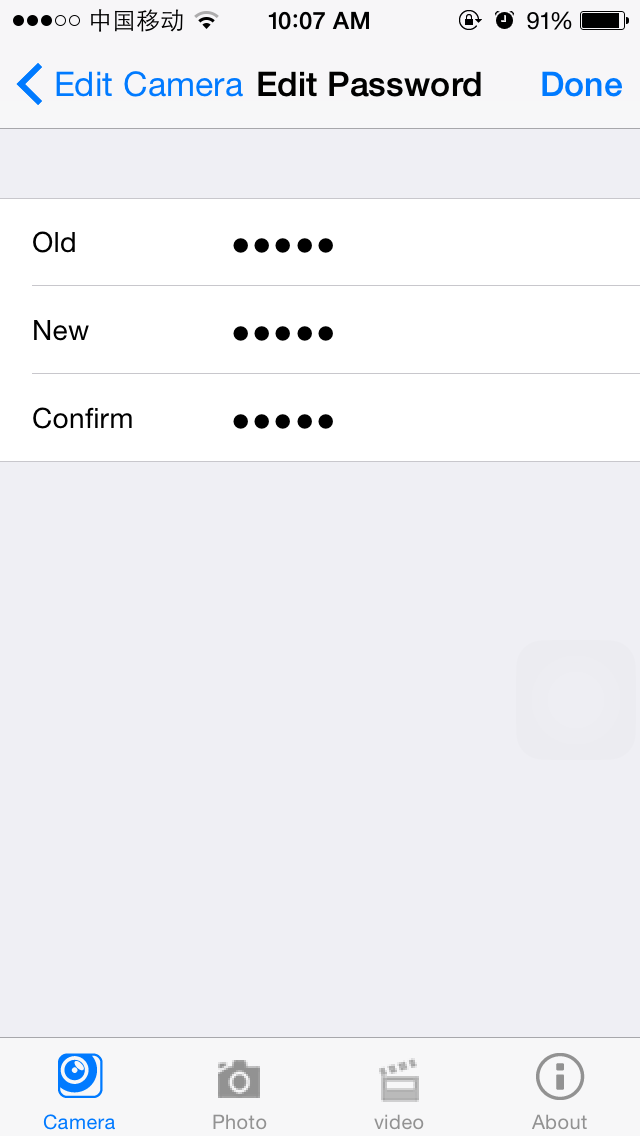 中国移动 10:07 AM 91%
Edit Camera Edit Password Done
Old •••••
New •••••
Confirm •••••
Camera Photo video About